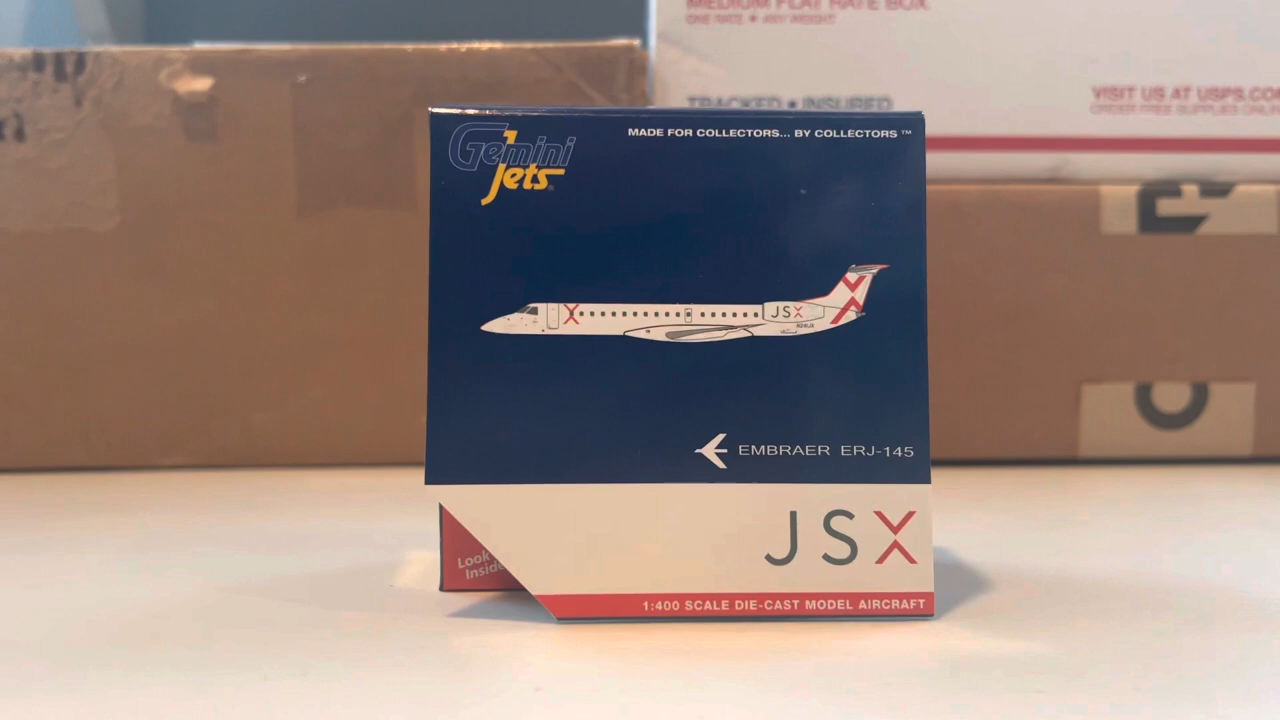 MEDIUM FLAT RATE BOX
ONE RATE ★ ANY WEIGHT
TRACKED ★ INSURED
VISIT US AT USPS.CO
ORDER FREE SUPPLIES ONLIN
Gemini
Jets
MADE FOR COLLECTORS... BY COLLECTORS ™
JSX
EMBRAER ERJ-145
JSX
Look
Inside
1:400 SCALE DIE-CAST MODEL AIRCRAFT